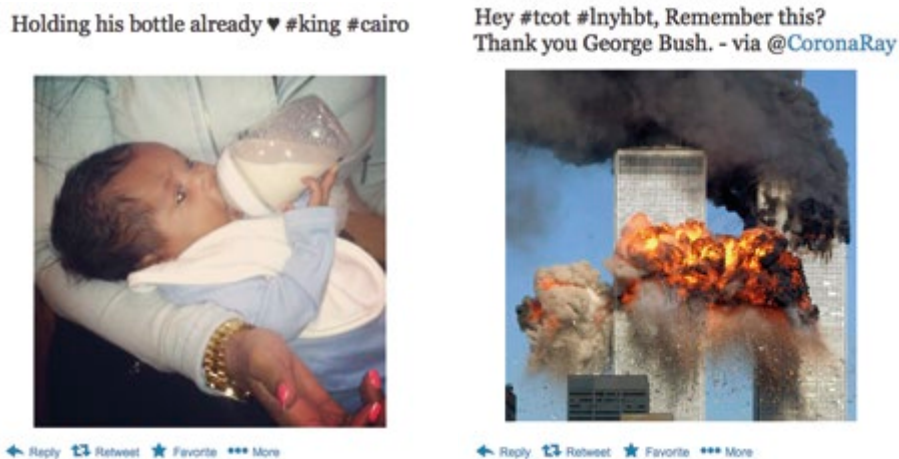 Holding his bottle already ♥ #king #cairo
Reply Retweet Favorite ••• More
Hey #tcot #lnyhbt, Remember this?
Thank you George Bush. - via @CoronaRay
Reply Retweet Favorite ••• More